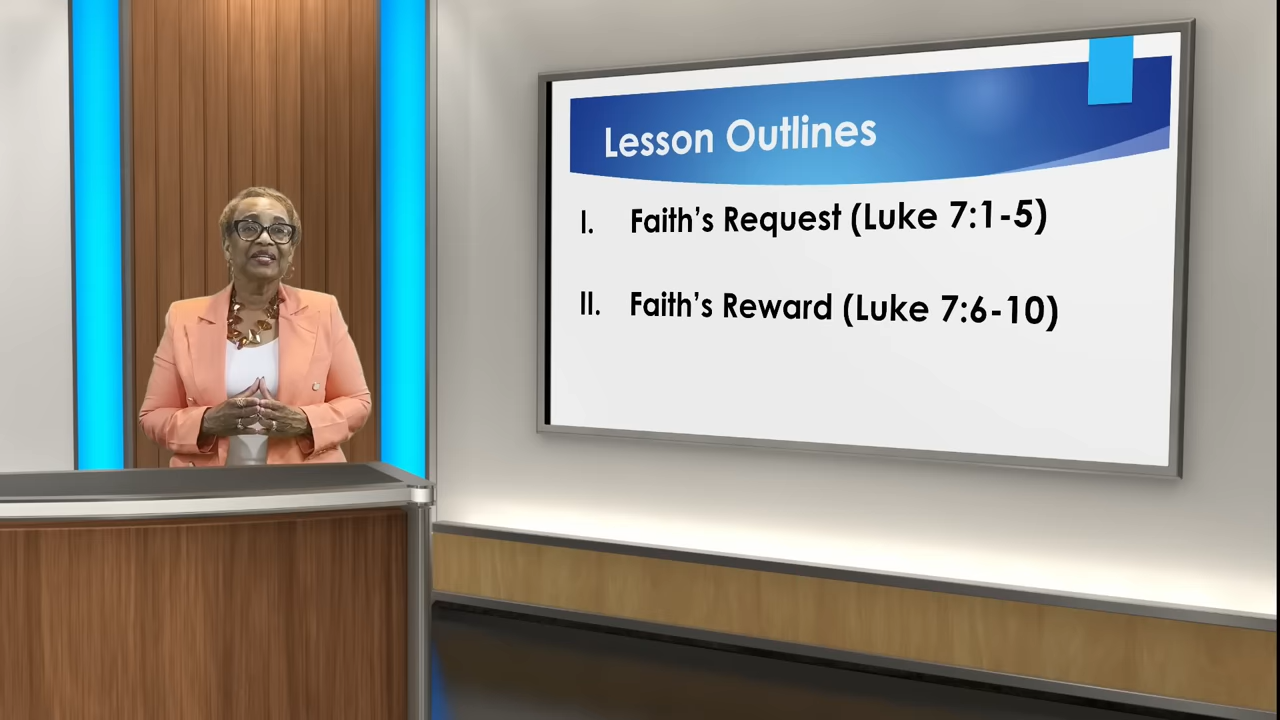 Lesson Outlines
I. Faith's Request (Luke 7:1-5)
II. Faith's Reward (Luke 7:6-10)